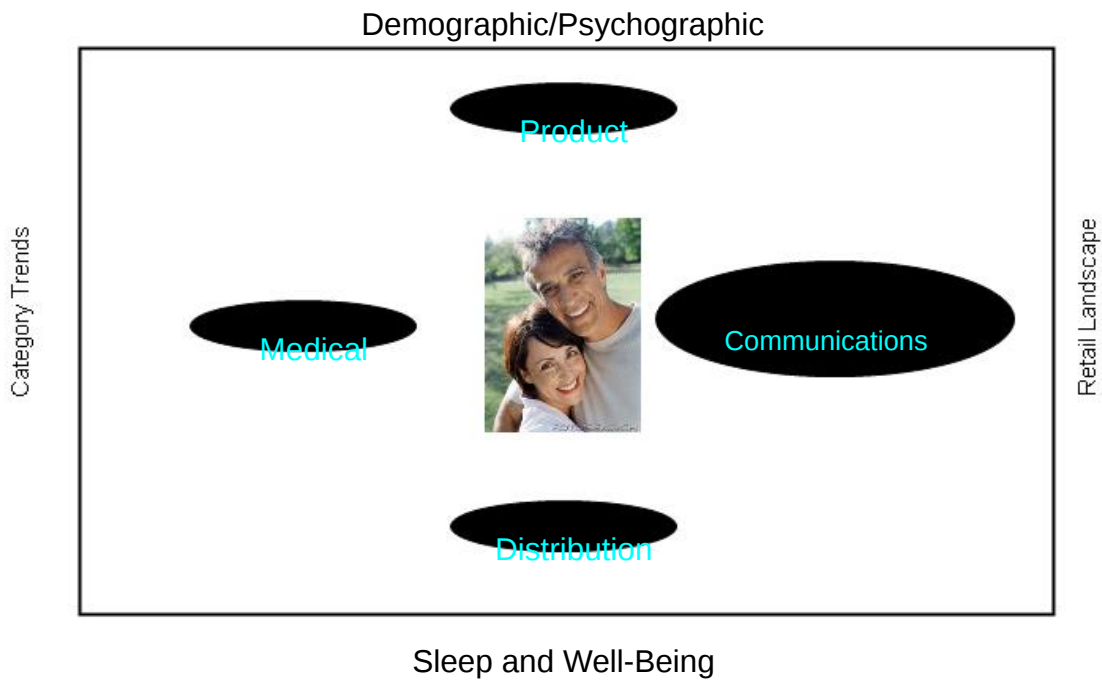 Demographic/Psychographic
Product
Category Trends
Medical
Communications
Retail Landscape
Distribution
Sleep and Well-Being